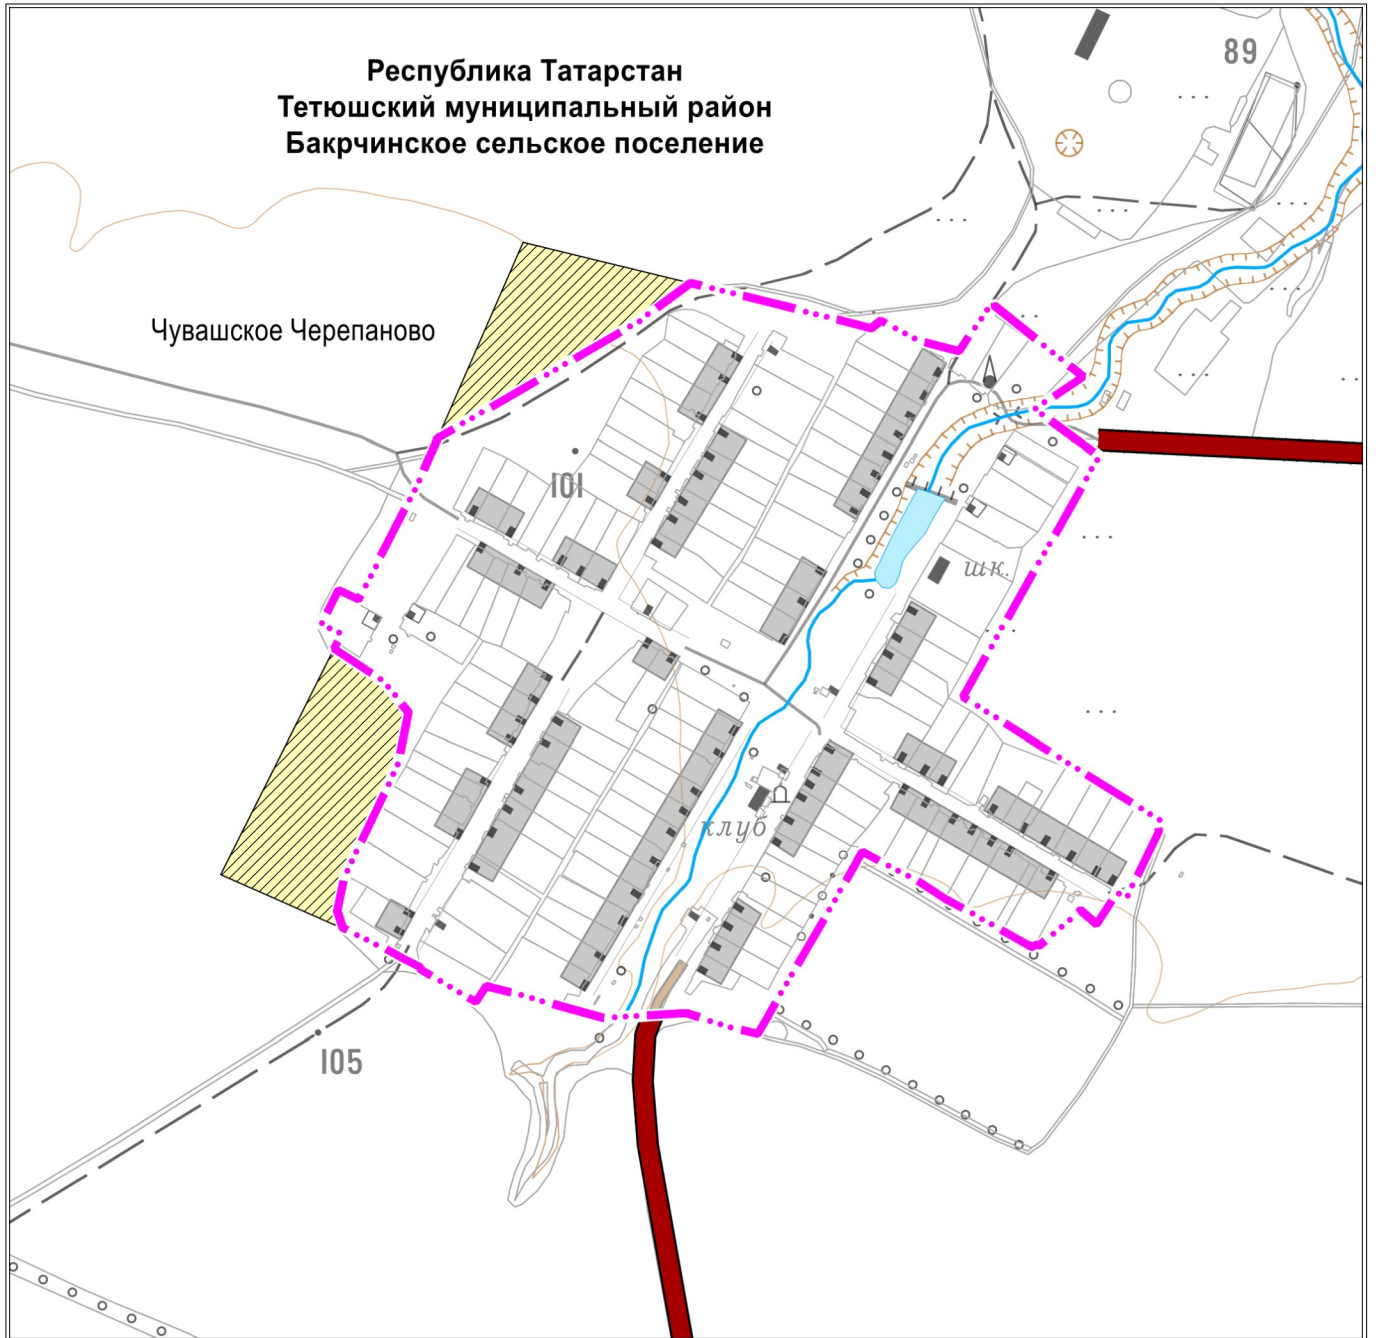 Республика Татарстан
Тетюшский муниципальный район
Бакрчинское сельское поселение
89
Чувашское Черепаново
101
шк.
клуб
105